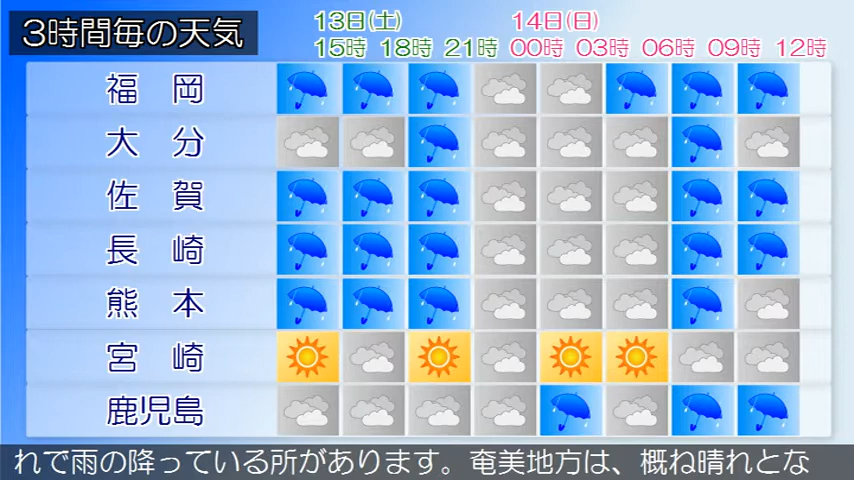 3時間毎の天気
13日(土) 14日(日)
15時 18時 21時 00時 03時 06時 09時 12時
福岡
大分
佐賀
長崎
熊本
宮崎
鹿児島
れで雨の降っている所があります。奄美地方は、概ね晴れとな